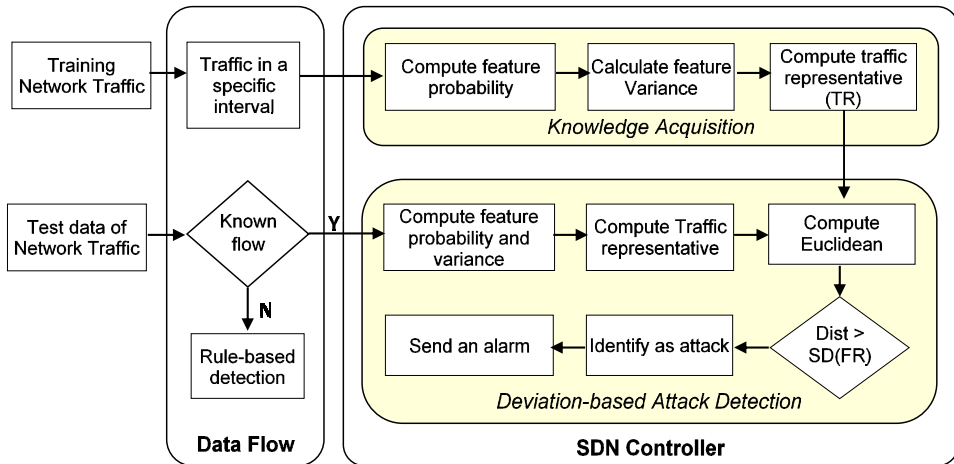 Training
Network Traffic
Traffic in a
specific
interval
Compute feature
probability
Calculate feature
Variance
Compute traffic
representative
(TR)
Knowledge Acquisition
Test data of
Network Traffic
Known
flow
Y
N
Rule-based
detection
Compute feature
probability and
variance
Compute Traffic
representative
Compute
Euclidean
Dist >
SD(FR)
Identify as attack
Send an alarm
Deviation-based Attack Detection
Data Flow
SDN Controller